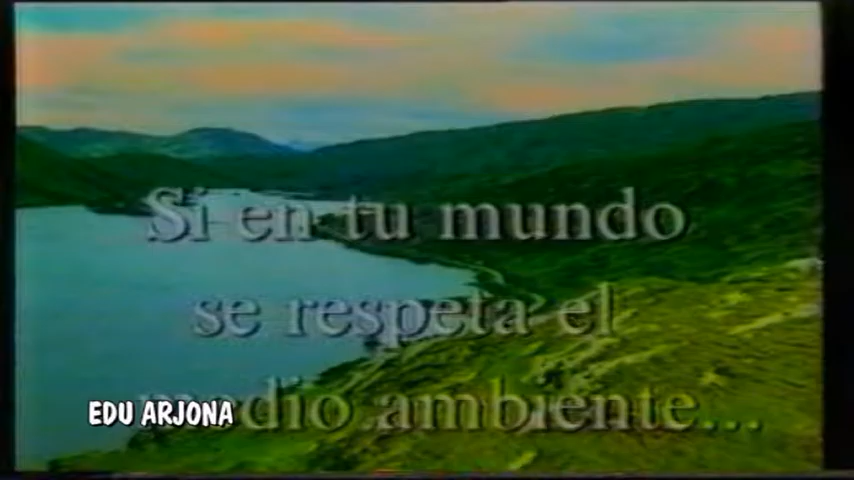 Si en tu mundo
se respeta el
medio ambiente...
EDU ARJONA